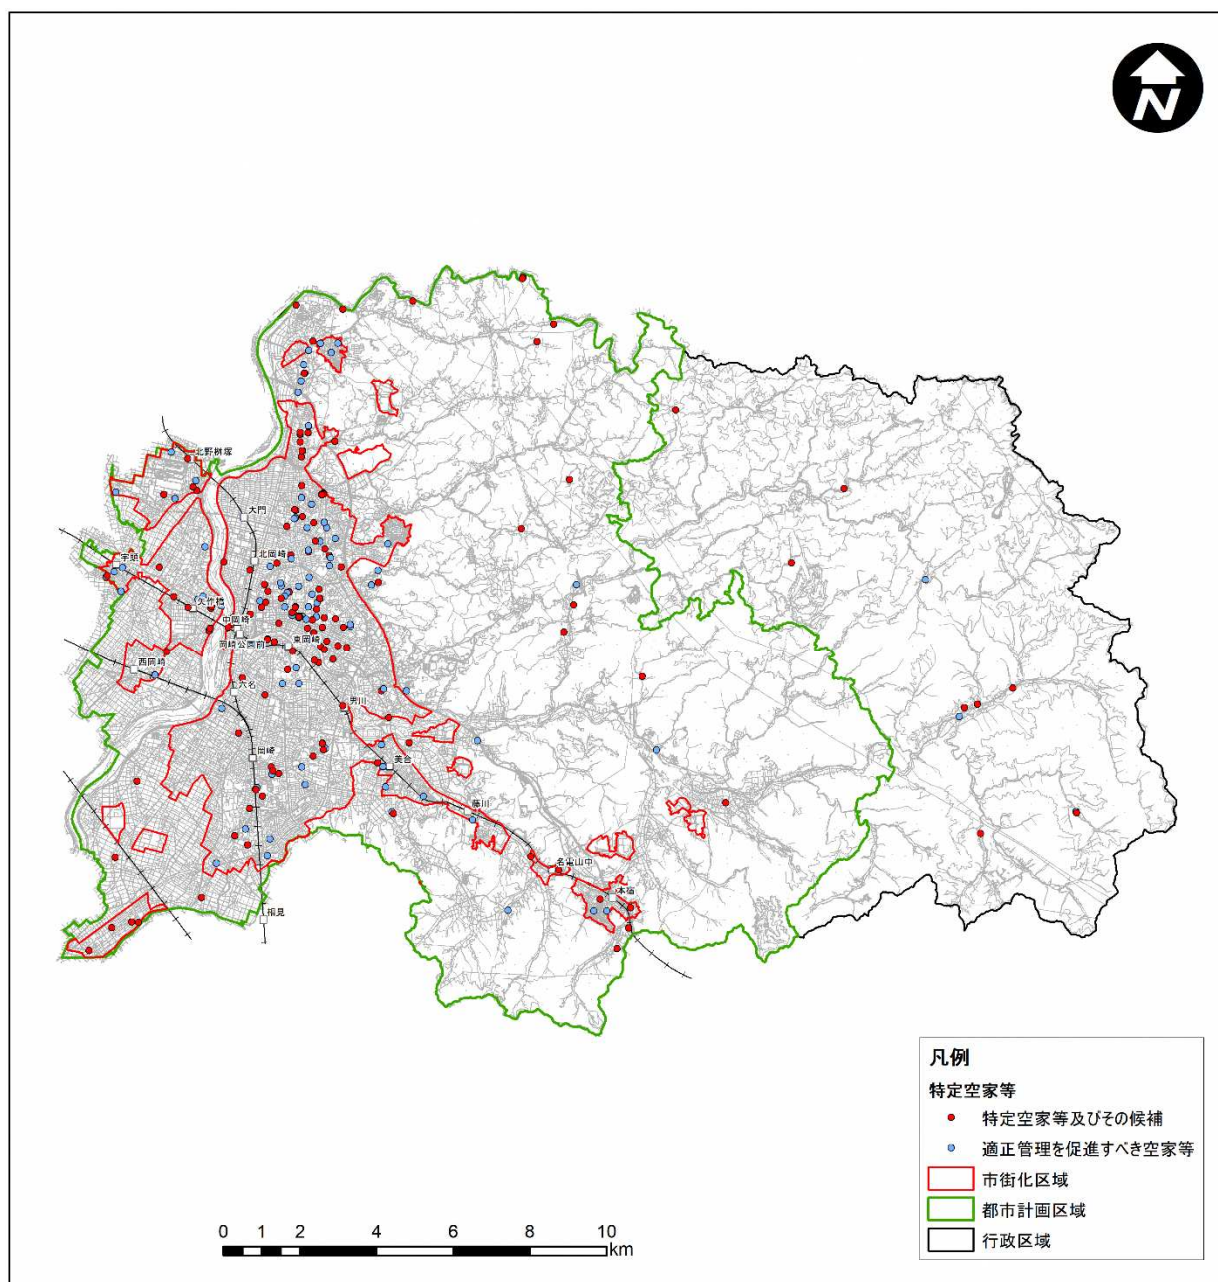 N
北野桝塚
大門
北岡崎
宇頭
矢作橋
中岡崎
岡崎公園前
東岡崎
西岡崎
六名
男川
岡崎
美合
藤川
名電山中
本宿
相見
凡例
特定空家等
特定空家等及びその候補
適正管理を促進すべき空家等
市街化区域
都市計画区域
行政区域
0 1 2 4 6 8 10
km